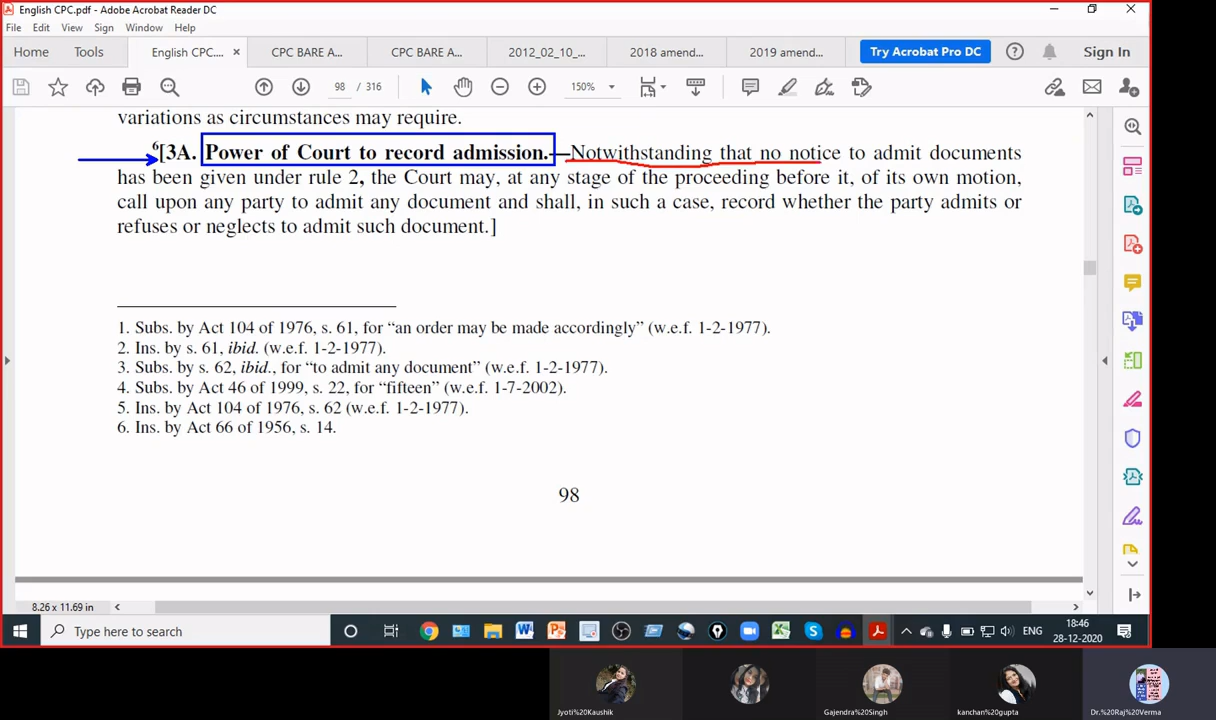 English CPC.pdf - Adobe Acrobat Reader DC
File Edit View Sign Window Help
Home Tools English CPC.... × CPC BARE A... CPC BARE A... 2012_02_10_... 2018 amend... 2019 amend... Try Acrobat Pro DC Sign In
98 / 316 150%
variations as circumstances may require.
6[3A. Power of Court to record admission.—Notwithstanding that no notice to admit documents
has been given under rule 2, the Court may, at any stage of the proceeding before it, of its own motion,
call upon any party to admit any document and shall, in such a case, record whether the party admits or
refuses or neglects to admit such document.]
1. Subs. by Act 104 of 1976, s. 61, for “an order may be made accordingly” (w.e.f. 1-2-1977).
2. Ins. by s. 61, ibid. (w.e.f. 1-2-1977).
3. Subs. by s. 62, ibid., for “to admit any document” (w.e.f. 1-2-1977).
4. Subs. by Act 46 of 1999, s. 22, for “fifteen” (w.e.f. 1-7-2002).
5. Ins. by Act 104 of 1976, s. 62 (w.e.f. 1-2-1977).
6. Ins. by Act 66 of 1956, s. 14.
98
8.26 x 11.69 in
Type here to search ENG 18:46
28-12-2020
Jyoti%20Kaushik Gajendra%20Singh kanchan%20gupta Dr.%20Raj%20Verma